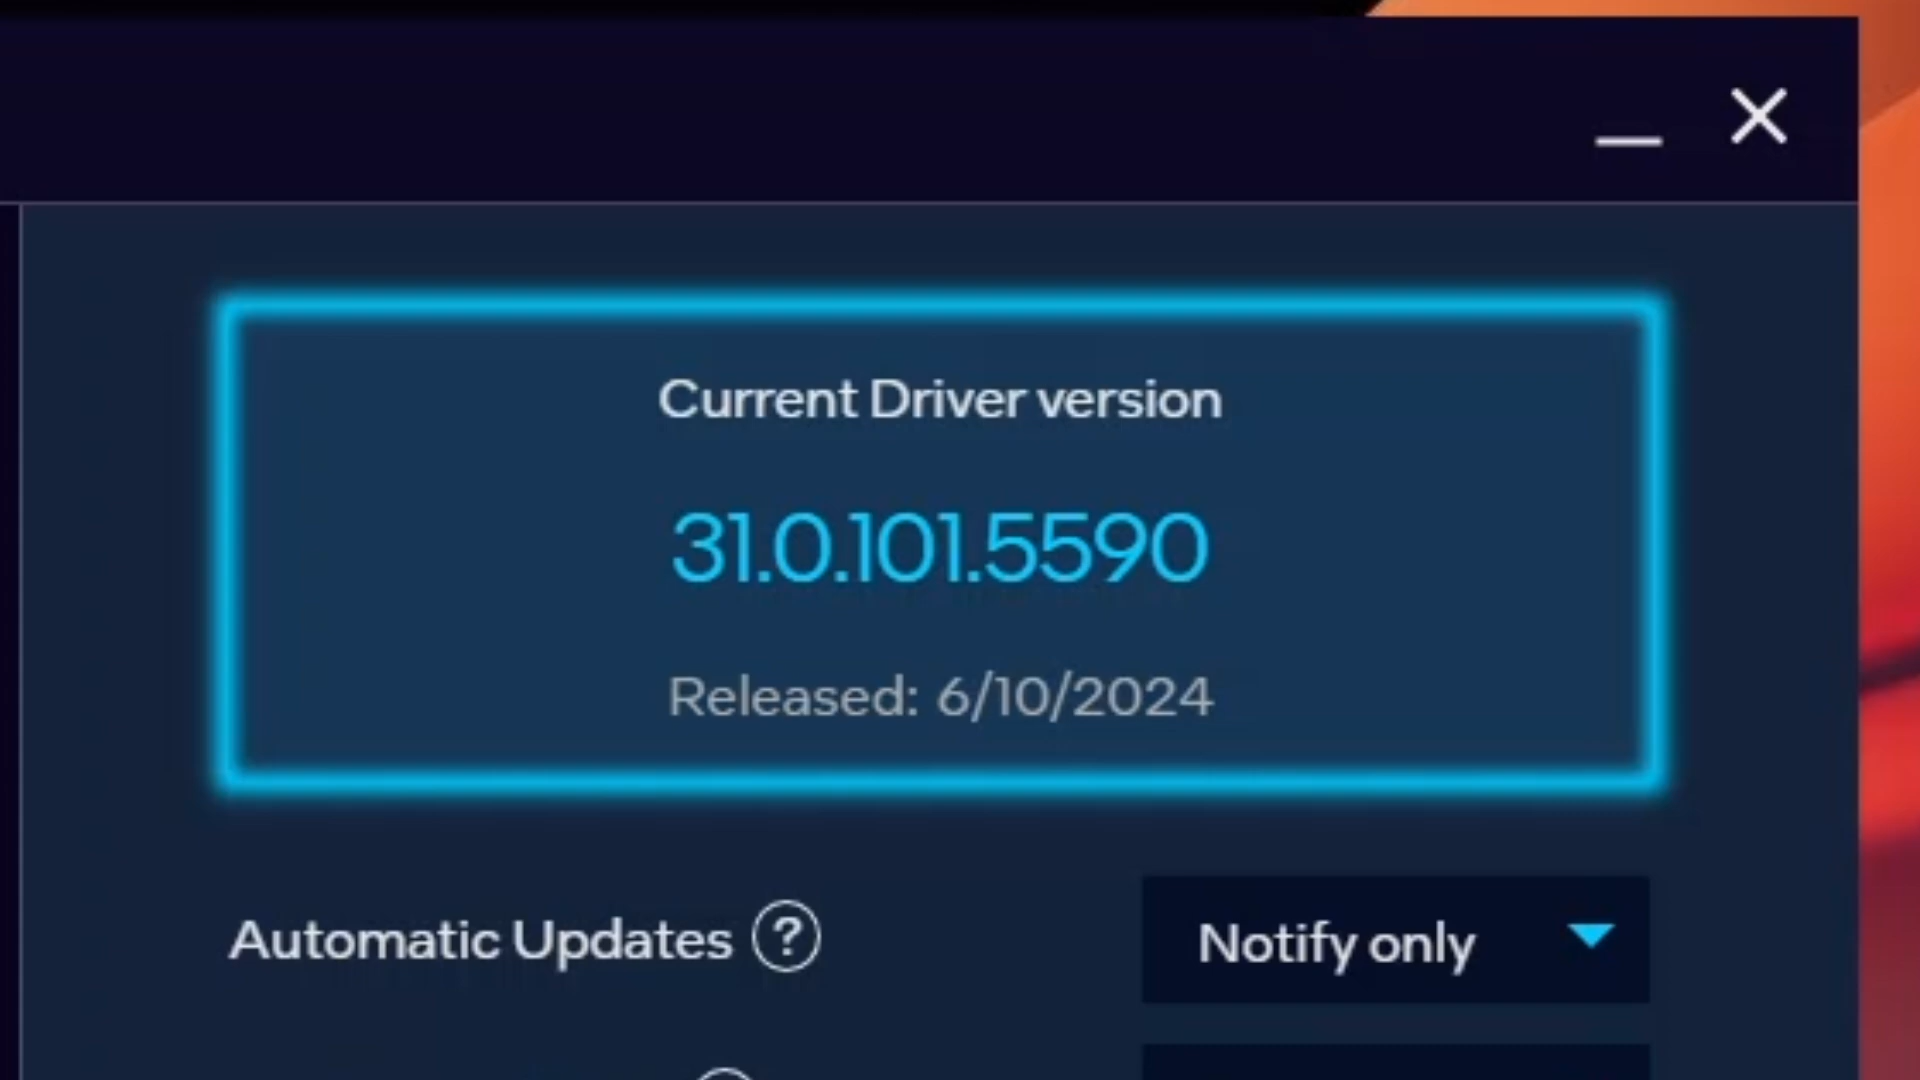 Current Driver version
31.0.101.5590
Released: 6/10/2024
Automatic Updates ?
Notify only